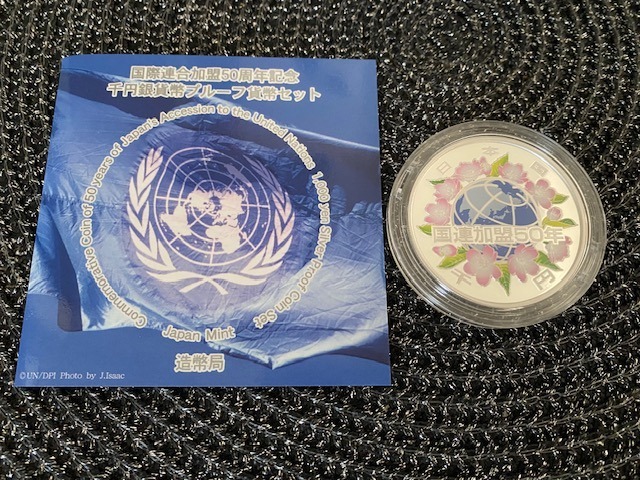 国際連合加盟50周年記念
千円銀貨幣プルーフ貨幣セット
Commemorative Coin of 50 years of Japan's Accession to the United Nations 1,000 yen Silver Proof Coin Set
Japan Mint
造幣局
©UN/DPI Photo by J.Isaac
日本国
国連加盟50年
千円